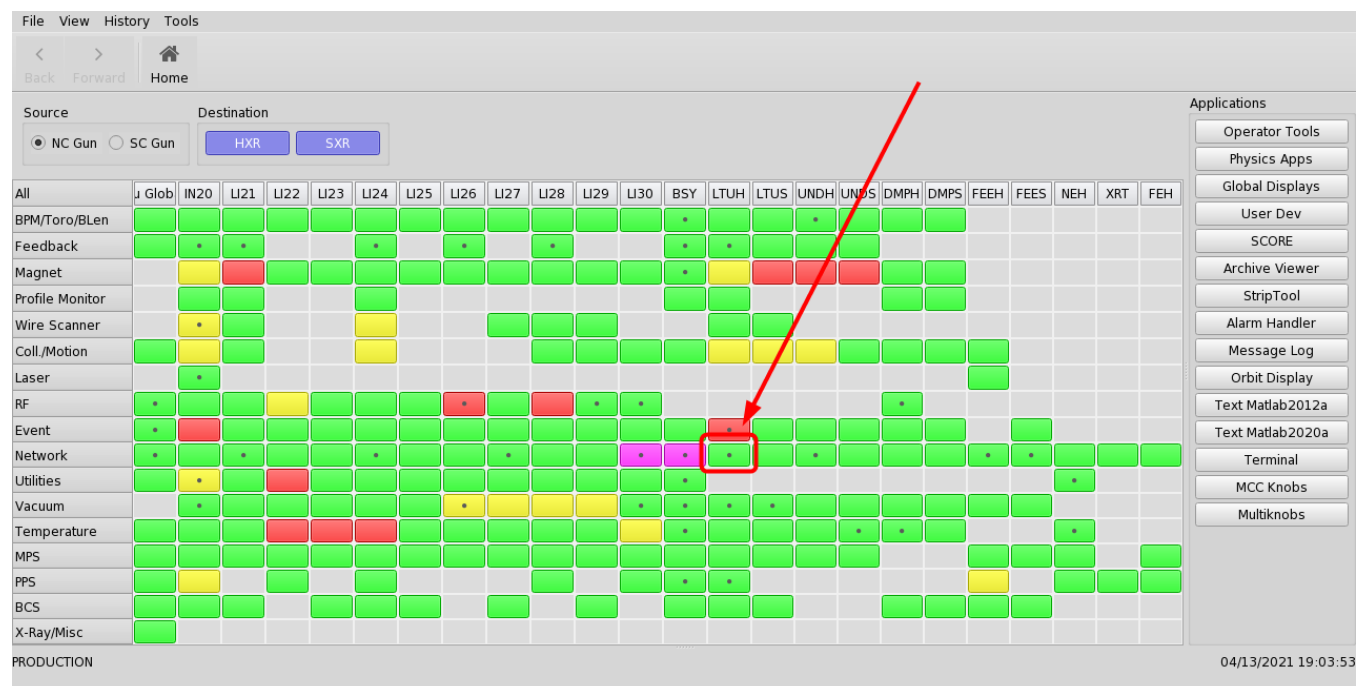 File View History Tools
Back Forward Home
Source Destination
NC Gun SC Gun HXR SXR
Applications
Operator Tools
Physics Apps
Global Displays
User Dev
SCORE
Archive Viewer
StripTool
Alarm Handler
Message Log
Orbit Display
Text Matlab2012a
Text Matlab2020a
Terminal
MCC Knobs
Multiknobs
All Glob IN20 LI21 LI22 LI23 LI24 LI25 LI26 LI27 LI28 LI29 LI30 BSY LTUH LTUS UNDH UNDS DMPH DMPS FEEH FEES NEH XRT FEH
BPM/Toro/BLen
Feedback
Magnet
Profile Monitor
Wire Scanner
Coll./Motion
Laser
RF
Event
Network
Utilities
Vacuum
Temperature
MPS
PPS
BCS
X-Ray/Misc
PRODUCTION 04/13/2021 19:03:53